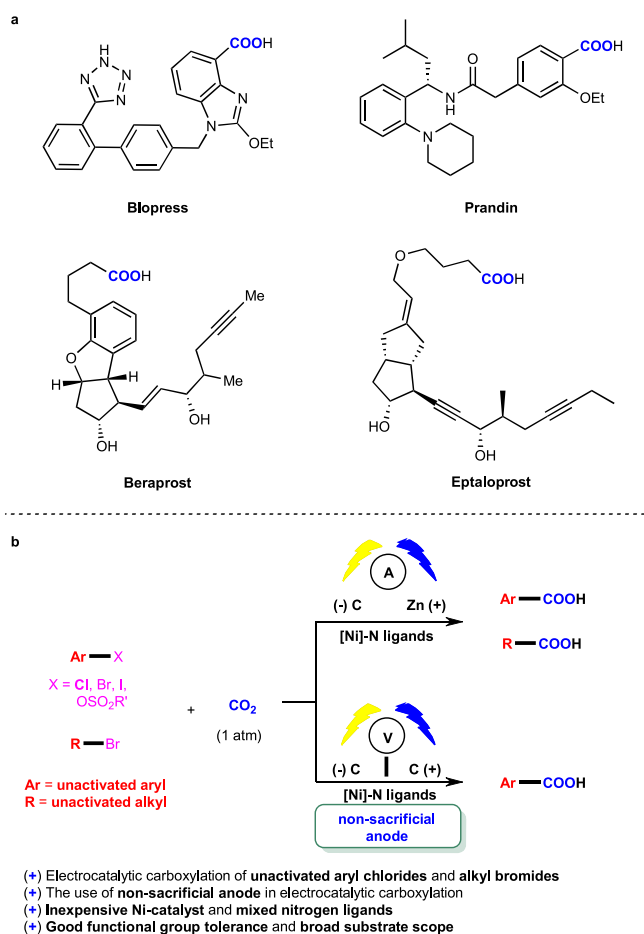 a
COOH
H
N
N
N
N
N
N
OEt
Blopress
CH3
H3C
O
COOH
N
H
N
OEt
Prandin
COOH
O
H
H
Me
Me
OH
OH
Beraprost
O
COOH
HO
OH
Eptaloprost
b
A
(-) C Zn (+)
[Ni]-N ligands
Ar — COOH
R — COOH
Ar — X
X = Cl, Br, I,
OSO2R'
R — Br
+
CO2
(1 atm)
V
(-) C C (+)
[Ni]-N ligands
non-sacrificial
anode
Ar — COOH
Ar = unactivated aryl
R = unactivated alkyl
(+) Electrocatalytic carboxylation of unactivated aryl chlorides and alkyl bromides
(+) The use of non-sacrificial anode in electrocatalytic carboxylation
(+) Inexpensive Ni-catalyst and mixed nitrogen ligands
(+) Good functional group tolerance and broad substrate scope